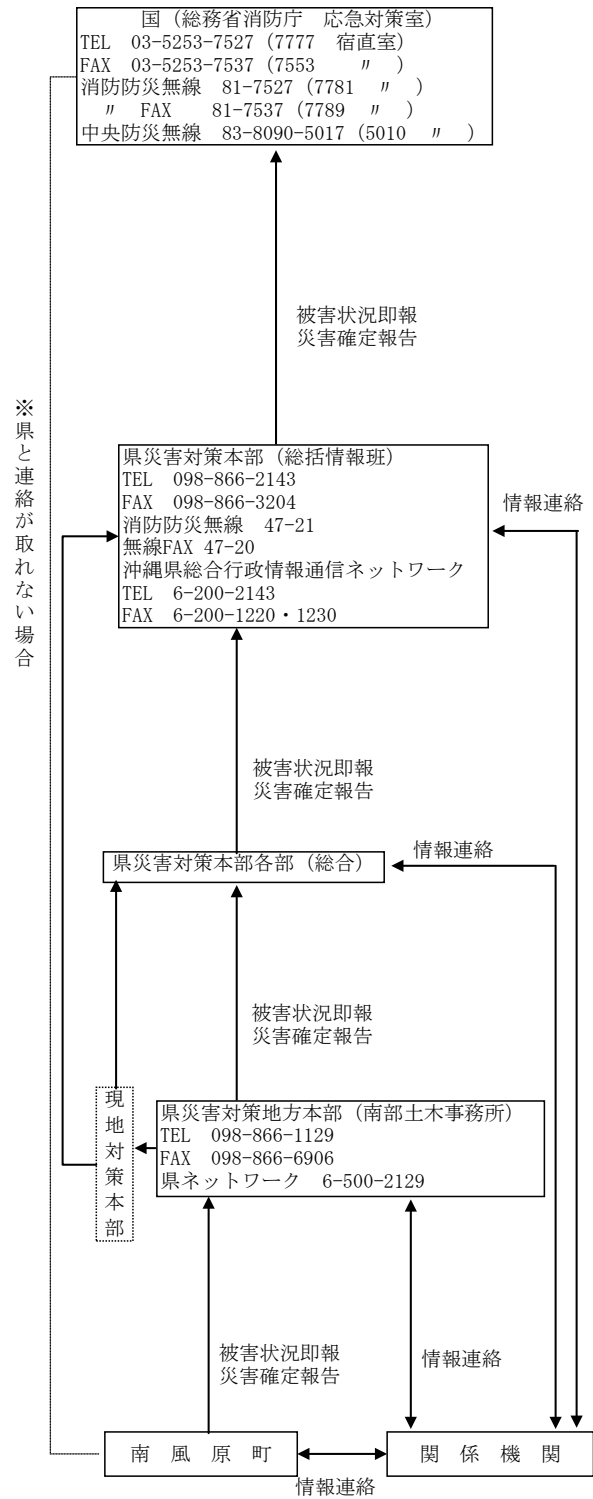 国（総務省消防庁　応急対策室）
TEL　03-5253-7527（7777　宿直室）
FAX　03-5253-7537（7553　　〃　）
消防防災無線　81-7527（7781　〃　）
　〃　FAX　　81-7537（7789　〃　）
中央防災無線　83-8090-5017（5010　〃　）
被害状況即報
災害確定報告
※県と連絡が取れない場合
県災害対策本部（総括情報班）
TEL　098-866-2143
FAX　098-866-3204
消防防災無線　47-21
無線FAX 47-20
沖縄県総合行政情報通信ネットワーク
TEL　6-200-2143
FAX　6-200-1220・1230
情報連絡
被害状況即報
災害確定報告
県災害対策本部各部（総合）
情報連絡
被害状況即報
災害確定報告
現地対策本部
県災害対策地方本部（南部土木事務所）
TEL　098-866-1129
FAX　098-866-6906
県ネットワーク　6-500-2129
被害状況即報
災害確定報告
情報連絡
南　風　原　町
関　係　機　関
情報連絡